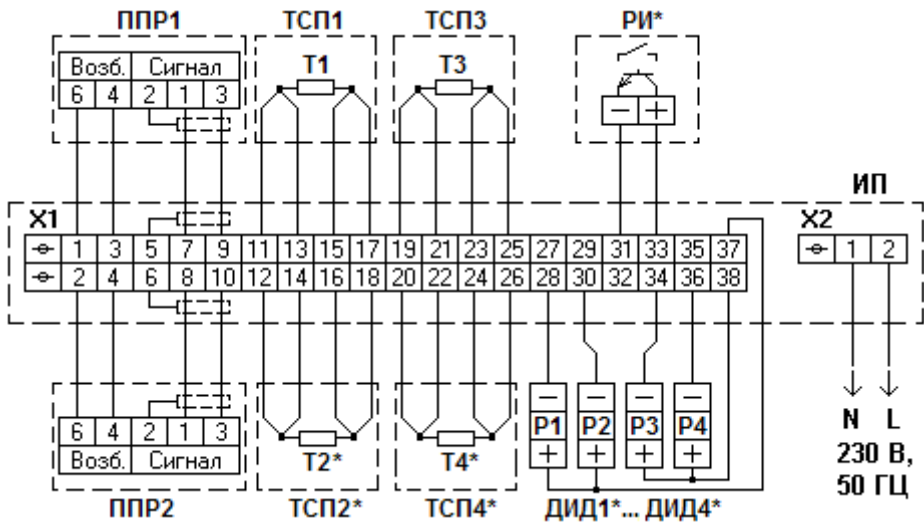 ППР1 ТСП1 ТСП3 РИ*
Возб. Сигнал
6 4 2 1 3
Т1
Т3
− +
ИП
X1
X2
1 3 5 7 9 11 13 15 17 19 21 23 25 27 29 31 33 35 37
2 4 6 8 10 12 14 16 18 20 22 24 26 28 30 32 34 36 38
1 2
− − − −
Р1 Р2 Р3 Р4
+ + + +
6 4 2 1 3
Возб. Сигнал
Т2*
Т4*
N L
230 В,
50 ГЦ
ППР2 ТСП2* ТСП4* ДИД1*... ДИД4*